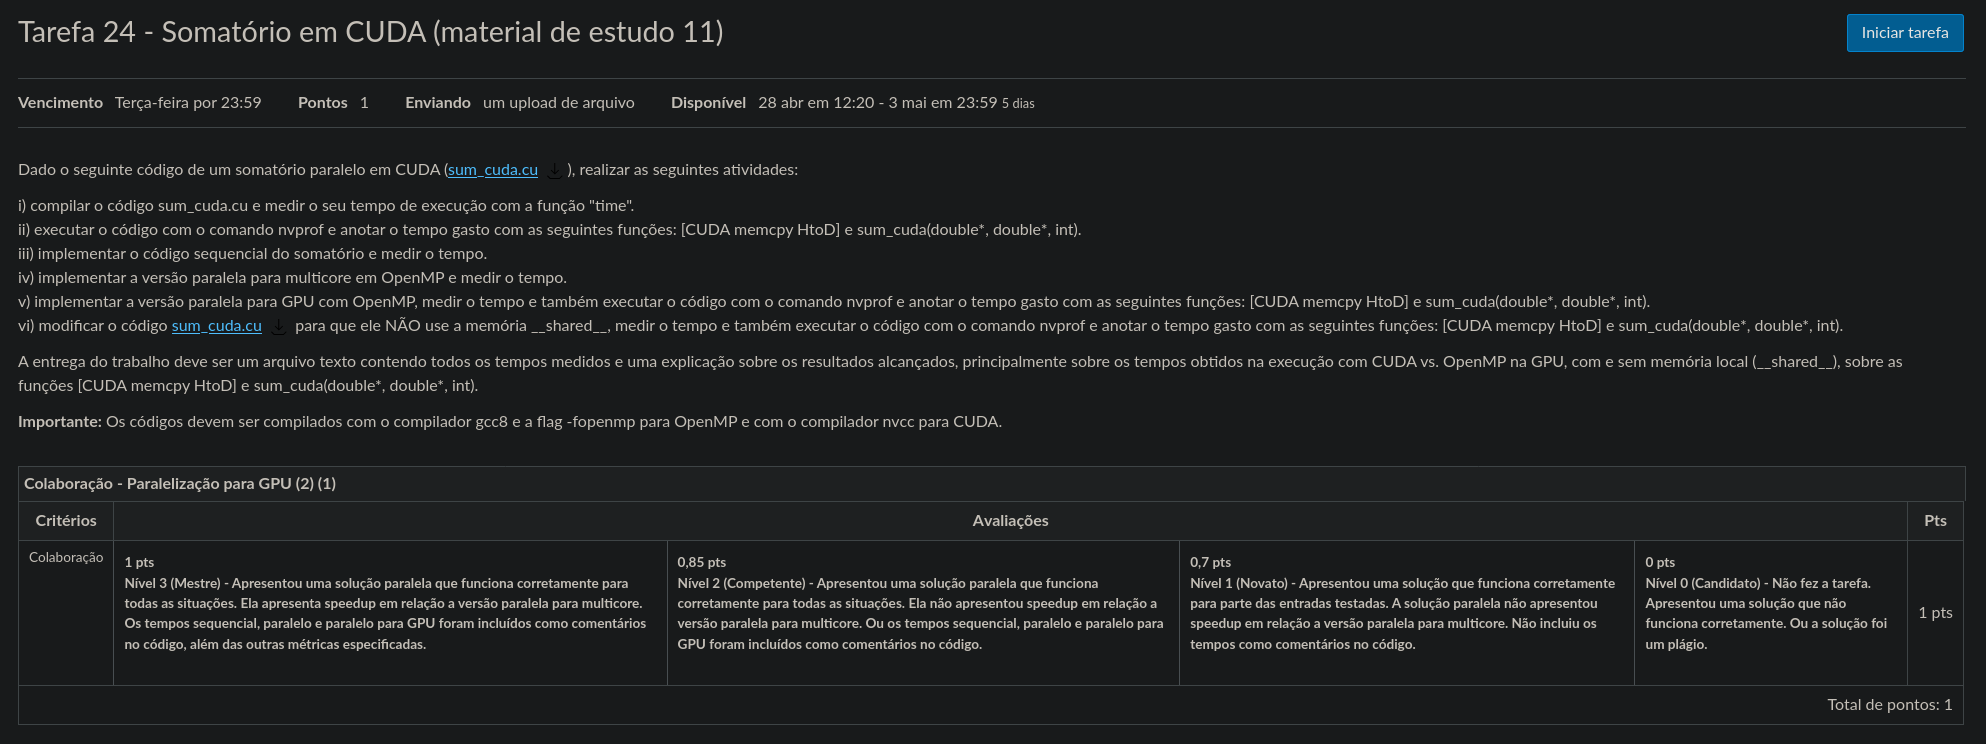 Tarefa 24 - Somatório em CUDA (material de estudo 11)
Iniciar tarefa
Vencimento Terça-feira por 23:59 Pontos 1 Enviando um upload de arquivo Disponível 28 abr em 12:20 - 3 mai em 23:59 5 dias
Dado o seguinte código de um somatório paralelo em CUDA (sum_cuda.cu ), realizar as seguintes atividades:
i) compilar o código sum_cuda.cu e medir o seu tempo de execução com a função "time".
ii) executar o código com o comando nvprof e anotar o tempo gasto com as seguintes funções: [CUDA memcpy HtoD] e sum_cuda(double*, double*, int).
iii) implementar o código sequencial do somatório e medir o tempo.
iv) implementar a versão paralela para multicore em OpenMP e medir o tempo.
v) implementar a versão paralela para GPU com OpenMP, medir o tempo e também executar o código com o comando nvprof e anotar o tempo gasto com as seguintes funções: [CUDA memcpy HtoD] e sum_cuda(double*, double*, int).
vi) modificar o código sum_cuda.cu para que ele NÃO use a memória __shared__, medir o tempo e também executar o código com o comando nvprof e anotar o tempo gasto com as seguintes funções: [CUDA memcpy HtoD] e sum_cuda(double*, double*, int).
A entrega do trabalho deve ser um arquivo texto contendo todos os tempos medidos e uma explicação sobre os resultados alcançados, principalmente sobre os tempos obtidos na execução com CUDA vs. OpenMP na GPU, com e sem memória local (__shared__), sobre as
funções [CUDA memcpy HtoD] e sum_cuda(double*, double*, int).
Importante: Os códigos devem ser compilados com o compilador gcc8 e a flag -fopenmp para OpenMP e com o compilador nvcc para CUDA.
Colaboração - Paralelização para GPU (2) (1)
Critérios
Avaliações
Pts
Colaboração
1 pts
Nível 3 (Mestre) - Apresentou uma solução paralela que funciona corretamente para
todas as situações. Ela apresenta speedup em relação a versão paralela para multicore.
Os tempos sequencial, paralelo e paralelo para GPU foram incluídos como comentários
no código, além das outras métricas especificadas.
0,85 pts
Nível 2 (Competente) - Apresentou uma solução paralela que funciona
corretamente para todas as situações. Ela não apresentou speedup em relação a
versão paralela para multicore. Ou os tempos sequencial, paralelo e paralelo para
GPU foram incluídos como comentários no código.
0,7 pts
Nível 1 (Novato) - Apresentou uma solução que funciona corretamente
para parte das entradas testadas. A solução paralela não apresentou
speedup em relação a versão paralela para multicore. Não incluiu os
tempos como comentários no código.
0 pts
Nível 0 (Candidato) - Não fez a tarefa.
Apresentou uma solução que não
funciona corretamente. Ou a solução foi
um plágio.
1 pts
Total de pontos: 1